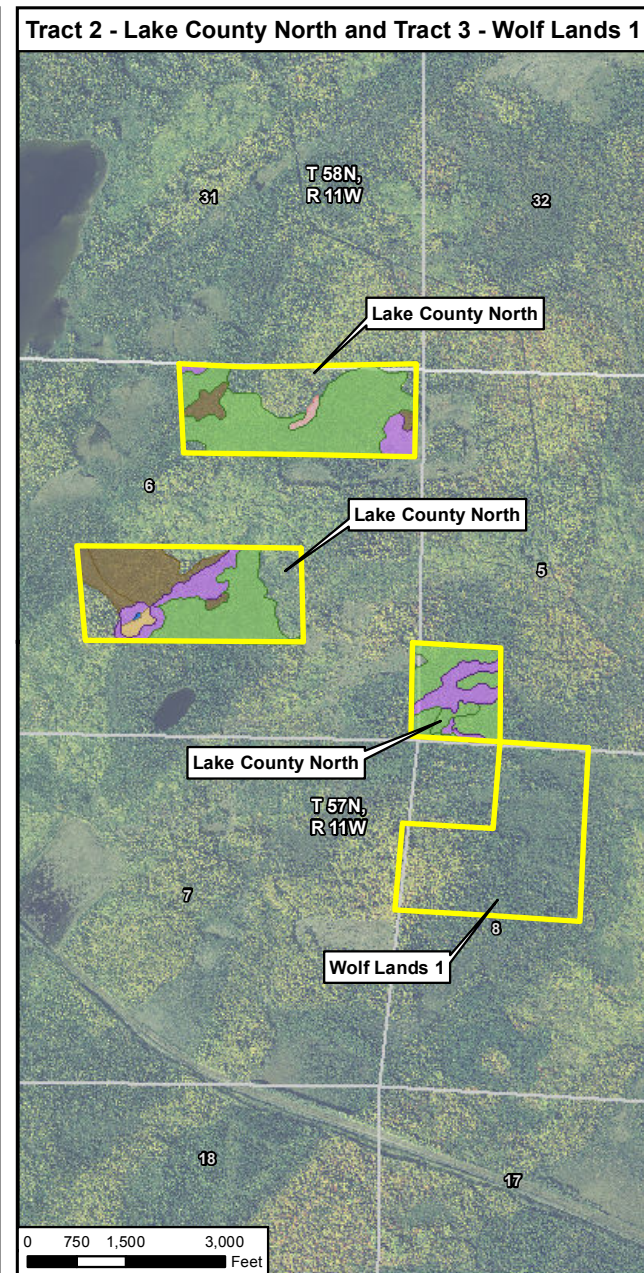 Tract 2 - Lake County North and Tract 3 - Wolf Lands 1
T 58N,
R 11W
31
32
Lake County North
6
Lake County North
5
Lake County North
T 57N,
R 11W
7
8
Wolf Lands 1
18
17
0 750 1,500 3,000
Feet